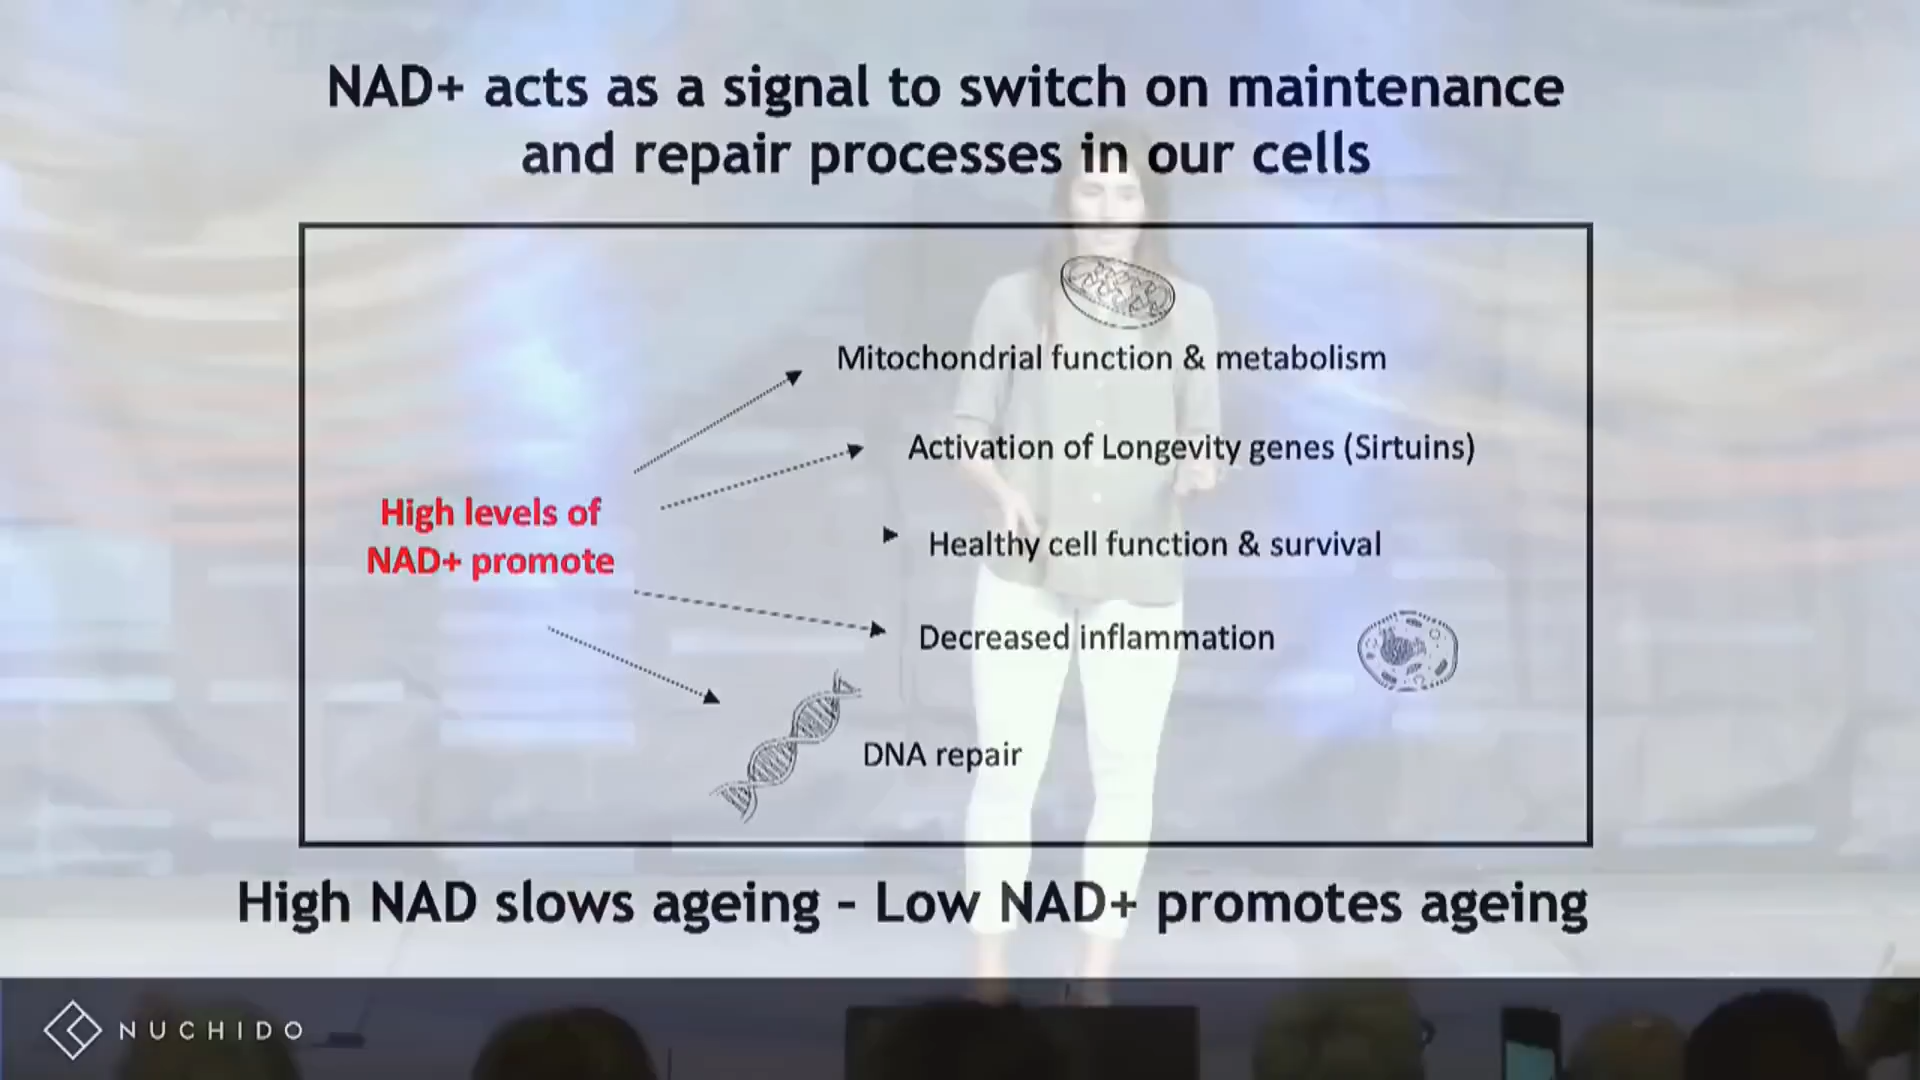 NAD+ acts as a signal to switch on maintenance
and repair processes in our cells
Mitochondrial function & metabolism
Activation of Longevity genes (Sirtuins)
High levels of
NAD+ promote
Healthy cell function & survival
Decreased inflammation
DNA repair
High NAD slows ageing - Low NAD+ promotes ageing
NUCHIDO